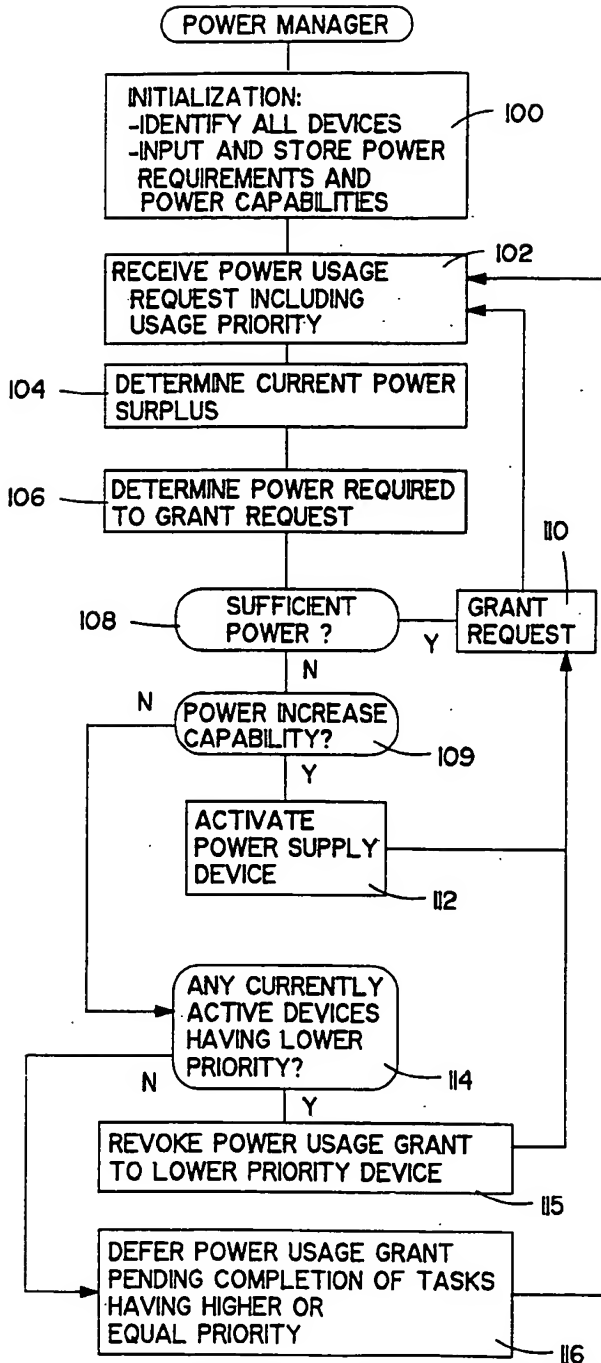 POWER MANAGER
INITIALIZATION:
-IDENTIFY ALL DEVICES
-INPUT AND STORE POWER
REQUIREMENTS AND
POWER CAPABILITIES
100
102
RECEIVE POWER USAGE
REQUEST INCLUDING
USAGE PRIORITY
104
DETERMINE CURRENT POWER
SURPLUS
106
DETERMINE POWER REQUIRED
TO GRANT REQUEST
110
108
SUFFICIENT
POWER ?
Y
GRANT
REQUEST
N
N
POWER INCREASE
CAPABILITY?
109
Y
ACTIVATE
POWER SUPPLY
DEVICE
112
ANY CURRENTLY
ACTIVE DEVICES
HAVING LOWER
PRIORITY?
114
N
Y
REVOKE POWER USAGE GRANT
TO LOWER PRIORITY DEVICE
115
DEFER POWER USAGE GRANT
PENDING COMPLETION OF TASKS
HAVING HIGHER OR
EQUAL PRIORITY
116